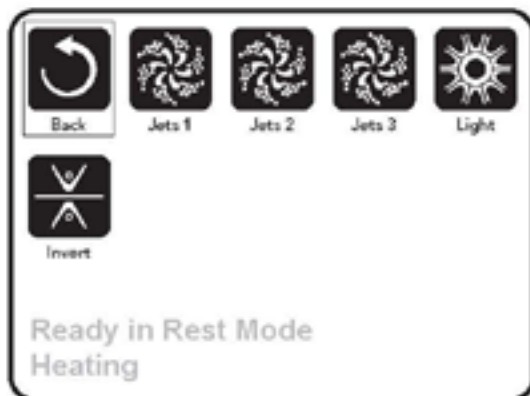 Back Jets 1 Jets 2 Jets 3 Light
Invert
Ready in Rest Mode
Heating